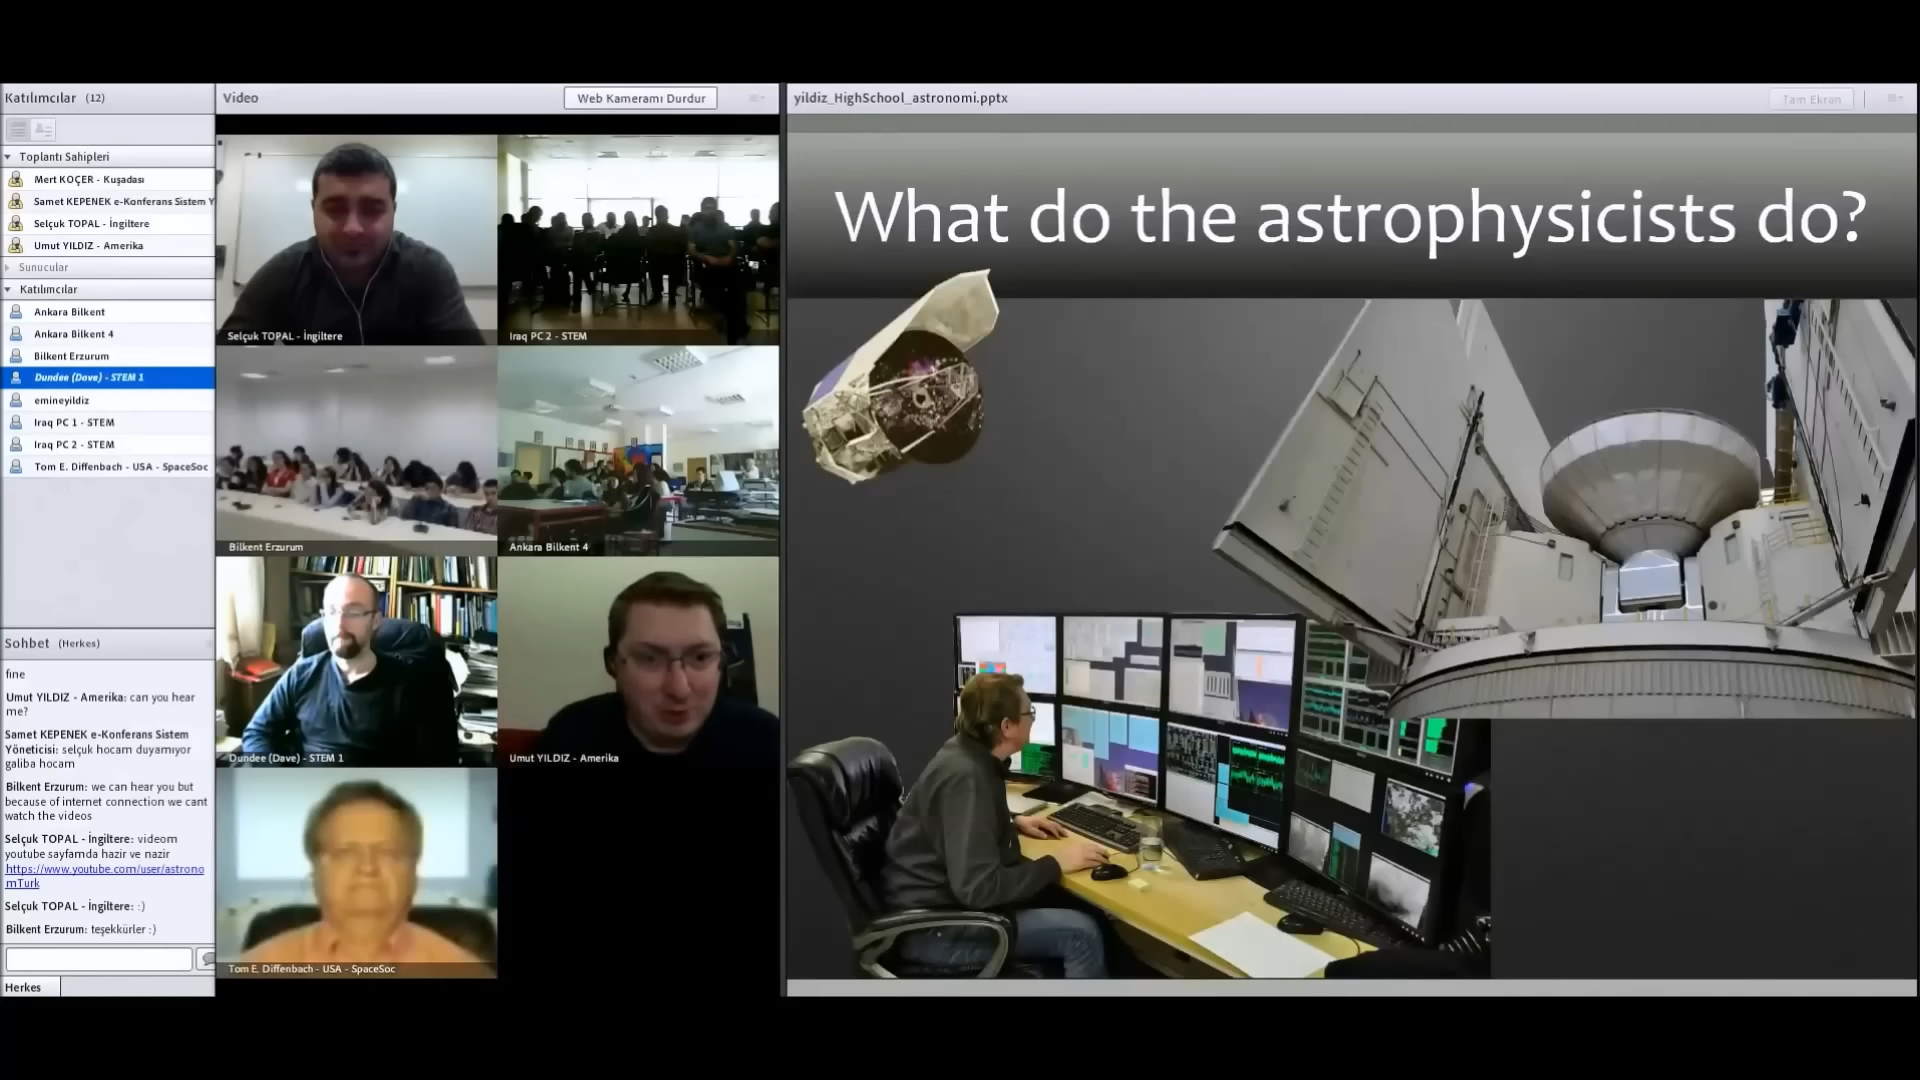 Katılımcılar (12)
Toplantı Sahipleri
Mert KOÇER - Kuşadası
Samet KEPENEK e-Konferans Sistem Y
Selçuk TOPAL - İngiltere
Umut YILDIZ - Amerika
Sunucular
Katılımcılar
Ankara Bilkent
Ankara Bilkent 4
Bilkent Erzurum
Dundee (Dave) - STEM 1
emineyildiz
Iraq PC 1 - STEM
Iraq PC 2 - STEM
Tom E. Diffenbach - USA - SpaceSoc
Sohbet (Herkes)
fine
Umut YILDIZ - Amerika: can you hear
me?
Samet KEPENEK e-Konferans Sistem
Yöneticisi: selçuk hocam duyamıyor
galiba hocam
Bilkent Erzurum: we can hear you but
because of internet connection we cant
watch the videos
Selçuk TOPAL - İngiltere: videom
youtube sayfamda hazir ve nazir
https://www.youtube.com/user/astrono
mTurk
Selçuk TOPAL - İngiltere: :)
Bilkent Erzurum: teşekkürler :)
Herkes
Video
Web Kameramı Durdur
Selçuk TOPAL - İngiltere
Iraq PC 2 - STEM
Bilkent Erzurum
Ankara Bilkent 4
Dundee (Dave) - STEM 1
Umut YILDIZ - Amerika
Tom E. Diffenbach - USA - SpaceSoc
yildiz_HighSchool_astronomi.pptx
Tam Ekran
What do the astrophysicists do?